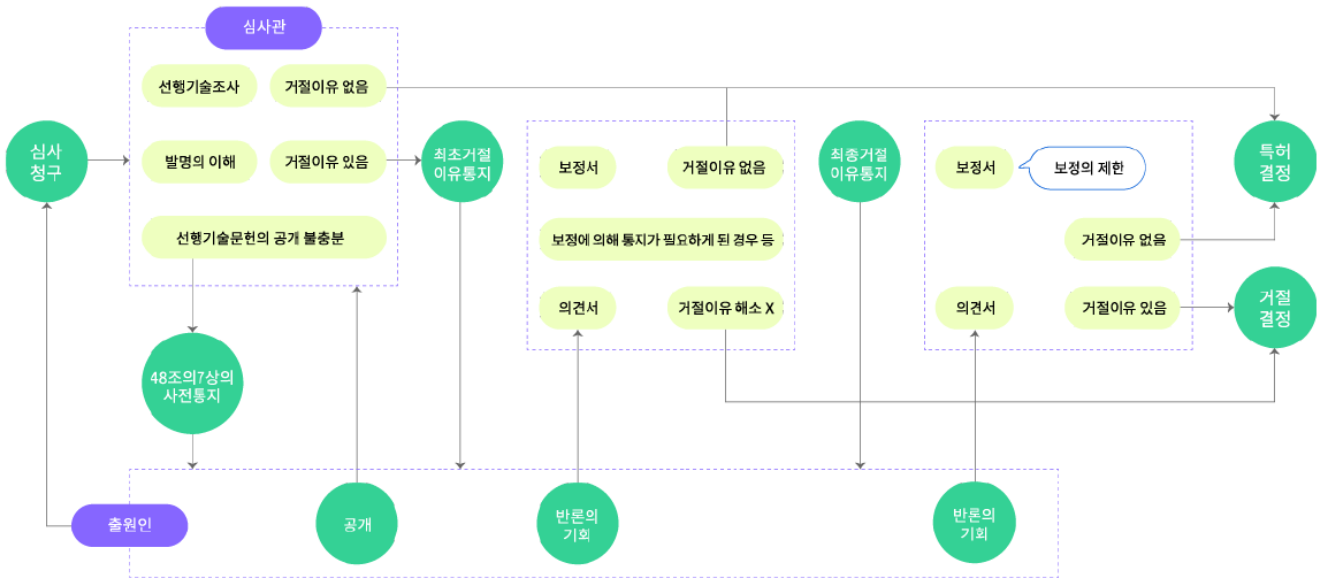 심사관
선행기술조사
거절이유 없음
심사
청구
발명의 이해
거절이유 있음
선행기술문헌의 공개 불충분
최초거절
이유통지
보정서
거절이유 없음
보정에 의해 통지가 필요하게 된 경우 등
의견서
거절이유 해소 X
최종거절
이유통지
보정서
보정의 제한
거절이유 없음
의견서
거절이유 있음
특허
결정
거절
결정
48조의7상의
사전통지
출원인
공개
반론의
기회
반론의
기회